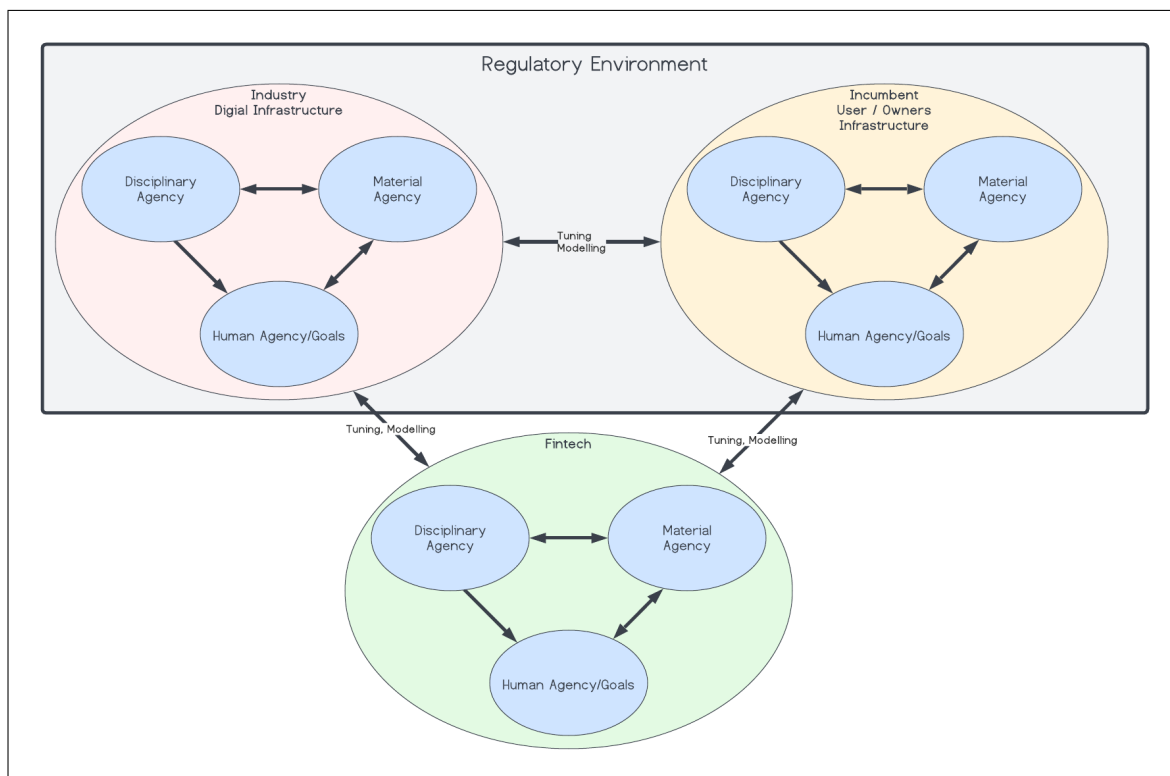 Regulatory Environment
Industry
Digial Infrastructure
Disciplinary
Agency
Material
Agency
Human Agency/Goals
Incumbent
User / Owners
Infrastructure
Disciplinary
Agency
Material
Agency
Human Agency/Goals
Tuning
Modelling
Tuning, Modelling
Tuning, Modelling
Fintech
Disciplinary
Agency
Material
Agency
Human Agency/Goals